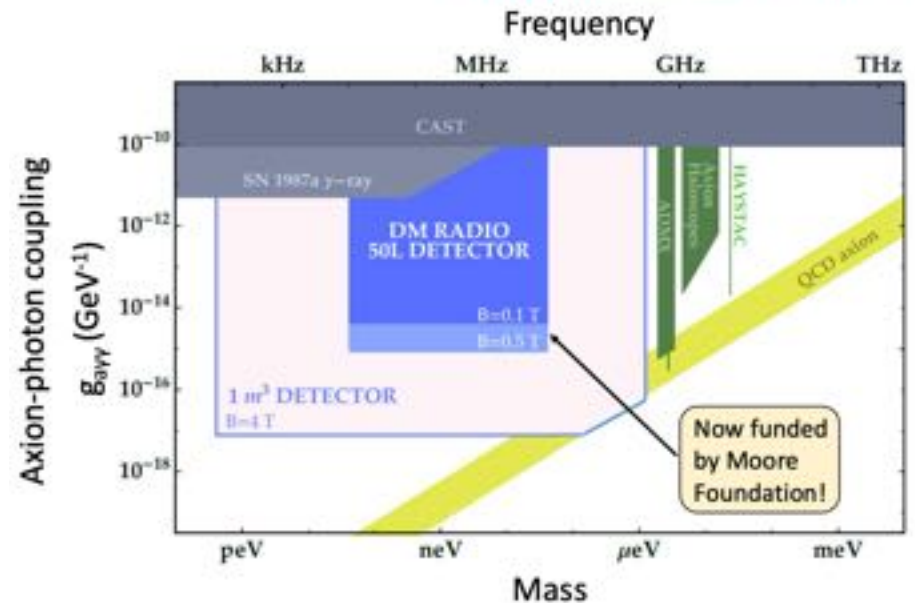 Frequency
kHz MHz GHz THz
Axion-photon coupling
g_aγγ (GeV⁻¹)
10⁻¹⁰
10⁻¹²
10⁻¹⁴
10⁻¹⁶
10⁻¹⁸
CAST
SN 1987a γ-ray
DM RADIO
50L DETECTOR
B=0.1 T
B=0.5 T
1 m³ DETECTOR
B=4 T
ADMX
Axion
Haloscopes
HAYSTAC
QCD axion
Now funded
by Moore
Foundation!
peV neV μeV meV
Mass